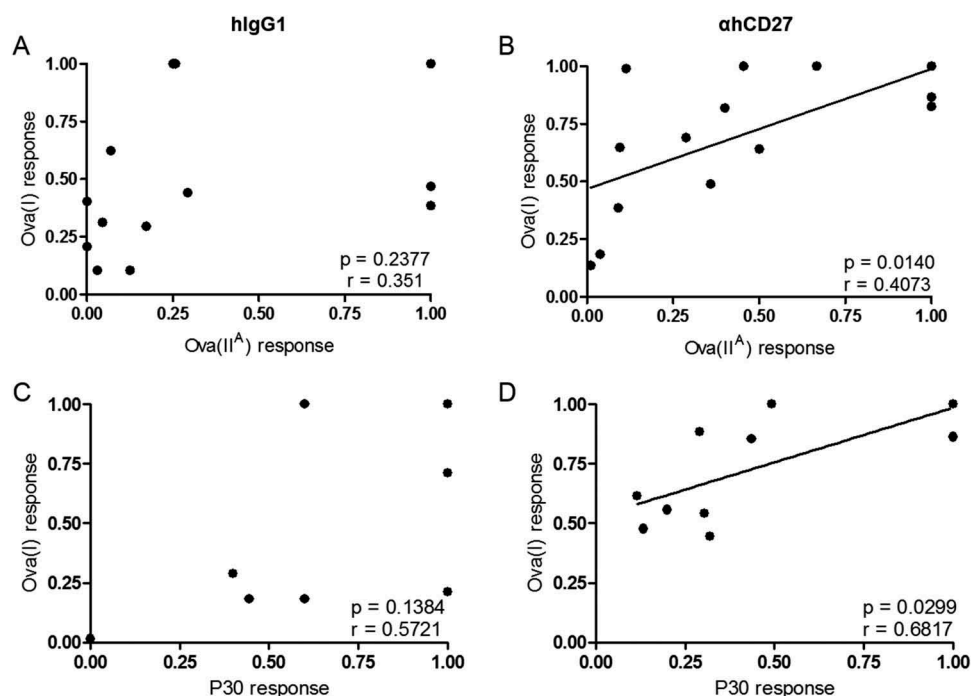 hIgG1
αhCD27
A
B
1.00
0.75
0.50
0.25
0.00
Ova(I) response
0.00 0.25 0.50 0.75 1.00
Ova(IIᴬ) response
p = 0.2377
r = 0.351
1.00
0.75
0.50
0.25
0.00
Ova(I) response
0.00 0.25 0.50 0.75 1.00
Ova(IIᴬ) response
p = 0.0140
r = 0.4073
C
D
1.00
0.75
0.50
0.25
0.00
Ova(I) response
0.00 0.25 0.50 0.75 1.00
P30 response
p = 0.1384
r = 0.5721
1.00
0.75
0.50
0.25
0.00
Ova(I) response
0.00 0.25 0.50 0.75 1.00
P30 response
p = 0.0299
r = 0.6817